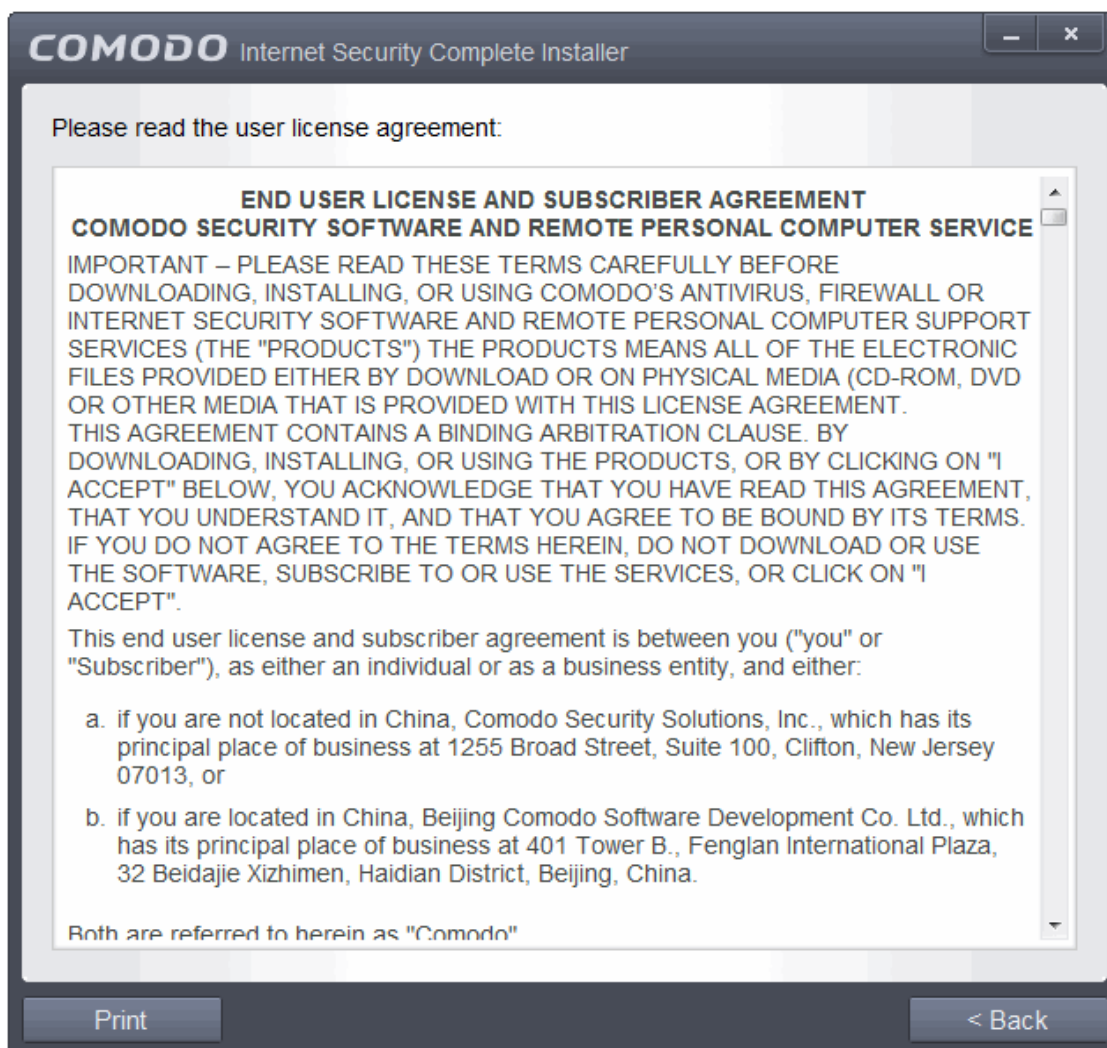 COMODO Internet Security Complete Installer
Please read the user license agreement:
END USER LICENSE AND SUBSCRIBER AGREEMENT
COMODO SECURITY SOFTWARE AND REMOTE PERSONAL COMPUTER SERVICE
IMPORTANT – PLEASE READ THESE TERMS CAREFULLY BEFORE
DOWNLOADING, INSTALLING, OR USING COMODO’S ANTIVIRUS, FIREWALL OR
INTERNET SECURITY SOFTWARE AND REMOTE PERSONAL COMPUTER SUPPORT
SERVICES (THE "PRODUCTS") THE PRODUCTS MEANS ALL OF THE ELECTRONIC
FILES PROVIDED EITHER BY DOWNLOAD OR ON PHYSICAL MEDIA (CD-ROM, DVD
OR OTHER MEDIA THAT IS PROVIDED WITH THIS LICENSE AGREEMENT.
THIS AGREEMENT CONTAINS A BINDING ARBITRATION CLAUSE. BY
DOWNLOADING, INSTALLING, OR USING THE PRODUCTS, OR BY CLICKING ON "I
ACCEPT" BELOW, YOU ACKNOWLEDGE THAT YOU HAVE READ THIS AGREEMENT,
THAT YOU UNDERSTAND IT, AND THAT YOU AGREE TO BE BOUND BY ITS TERMS.
IF YOU DO NOT AGREE TO THE TERMS HEREIN, DO NOT DOWNLOAD OR USE
THE SOFTWARE, SUBSCRIBE TO OR USE THE SERVICES, OR CLICK ON "I
ACCEPT".
This end user license and subscriber agreement is between you ("you" or
"Subscriber"), as either an individual or as a business entity, and either:
a. if you are not located in China, Comodo Security Solutions, Inc., which has its
principal place of business at 1255 Broad Street, Suite 100, Clifton, New Jersey
07013, or
b. if you are located in China, Beijing Comodo Software Development Co. Ltd., which
has its principal place of business at 401 Tower B., Fenglan International Plaza,
32 Beidajie Xizhimen, Haidian District, Beijing, China.
Both are referred to herein as "Comodo"
Print
< Back